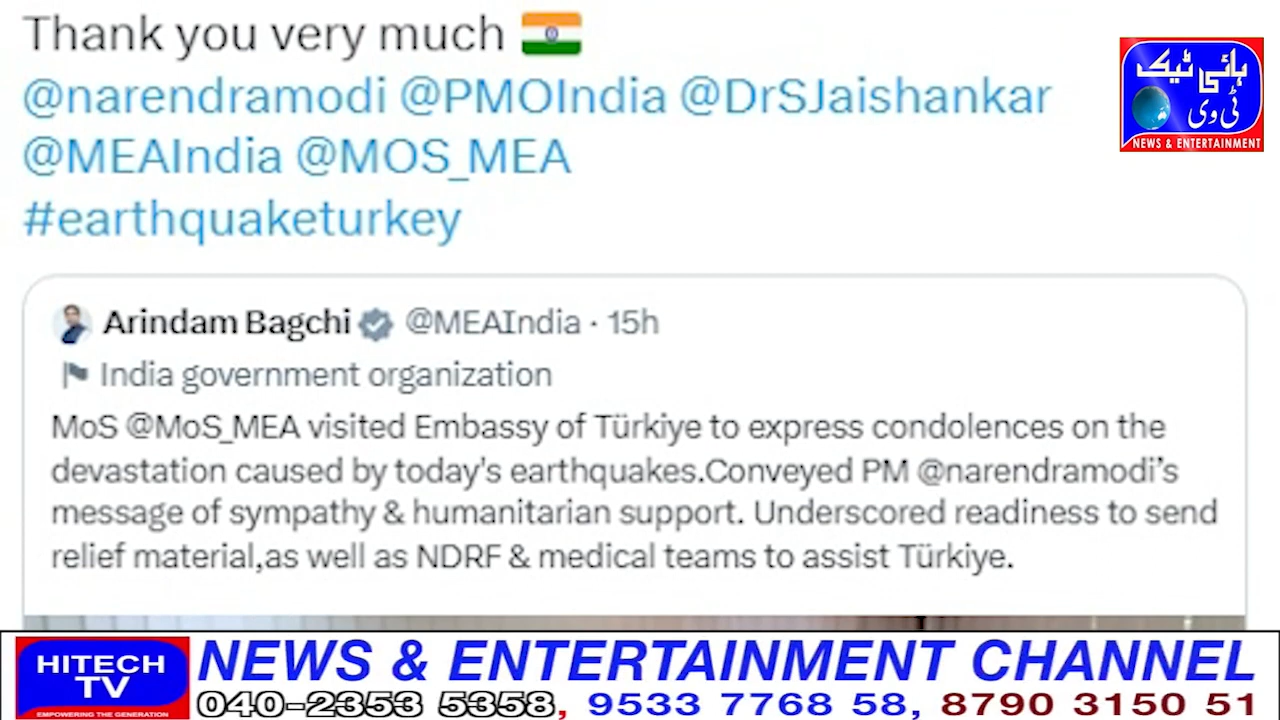 Thank you very much 🇮🇳
@narendramodi @PMOIndia @DrSJaishankar
@MEAIndia @MOS_MEA
#earthquaketurkey
ہائی ٹیک
ٹی وی
NEWS & ENTERTAINMENT
Arindam Bagchi @MEAIndia · 15h
India government organization
MoS @MoS_MEA visited Embassy of Türkiye to express condolences on the
devastation caused by today's earthquakes.Conveyed PM @narendramodi’s
message of sympathy & humanitarian support. Underscored readiness to send
relief material,as well as NDRF & medical teams to assist Türkiye.
HITECH
TV
EMPOWERING THE GENERATION
NEWS & ENTERTAINMENT CHANNEL
040-2353 5358, 9533 7768 58, 8790 3150 51